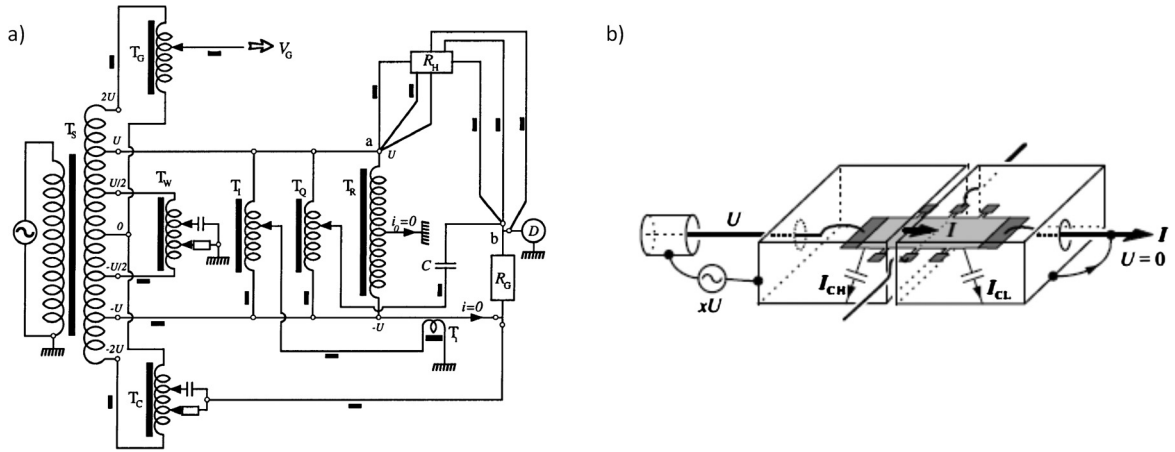 a)
T_G
V_G
2U
T_S
U
U/2
0
-U/2
-U
-2U
T_W
T_I
T_Q
T_R
a
U
R_H
i_0=0
b
D
C
R_G
i=0
-U
T_i
T_C
b)
U
I
I
U = 0
I_CH
I_CL
xU